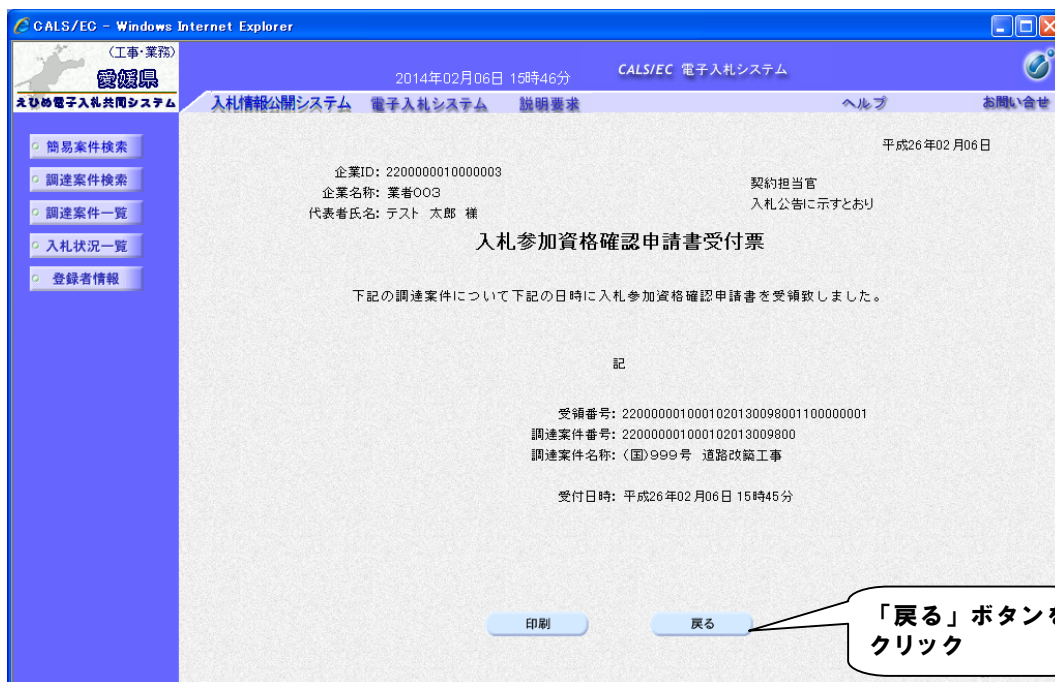 CALS/EC - Windows Internet Explorer
(工事・業務)
愛媛県
えひめ電子入札共同システム
2014年02月06日 15時46分
CALS/EC 電子入札システム
入札情報公開システム 電子入札システム 説明要求 ヘルプ お問い合せ
簡易案件検索
調達案件検索
調達案件一覧
入札状況一覧
登録者情報
平成26年02月06日
企業ID: 2200000010000003
企業名称: 業者003
代表者氏名: テスト 太郎 様
契約担当官
入札公告に示すとおり
入札参加資格確認申請書受付票
下記の調達案件について下記の日時に入札参加資格確認申請書を受領致しました。
記
受領番号: 2200000010001020130098001100000001
調達案件番号: 220000001000102013009800
調達案件名称: (国)999号 道路改築工事
受付日時: 平成26年02月06日 15時45分
印刷 戻る
「戻る」ボタンを
クリック